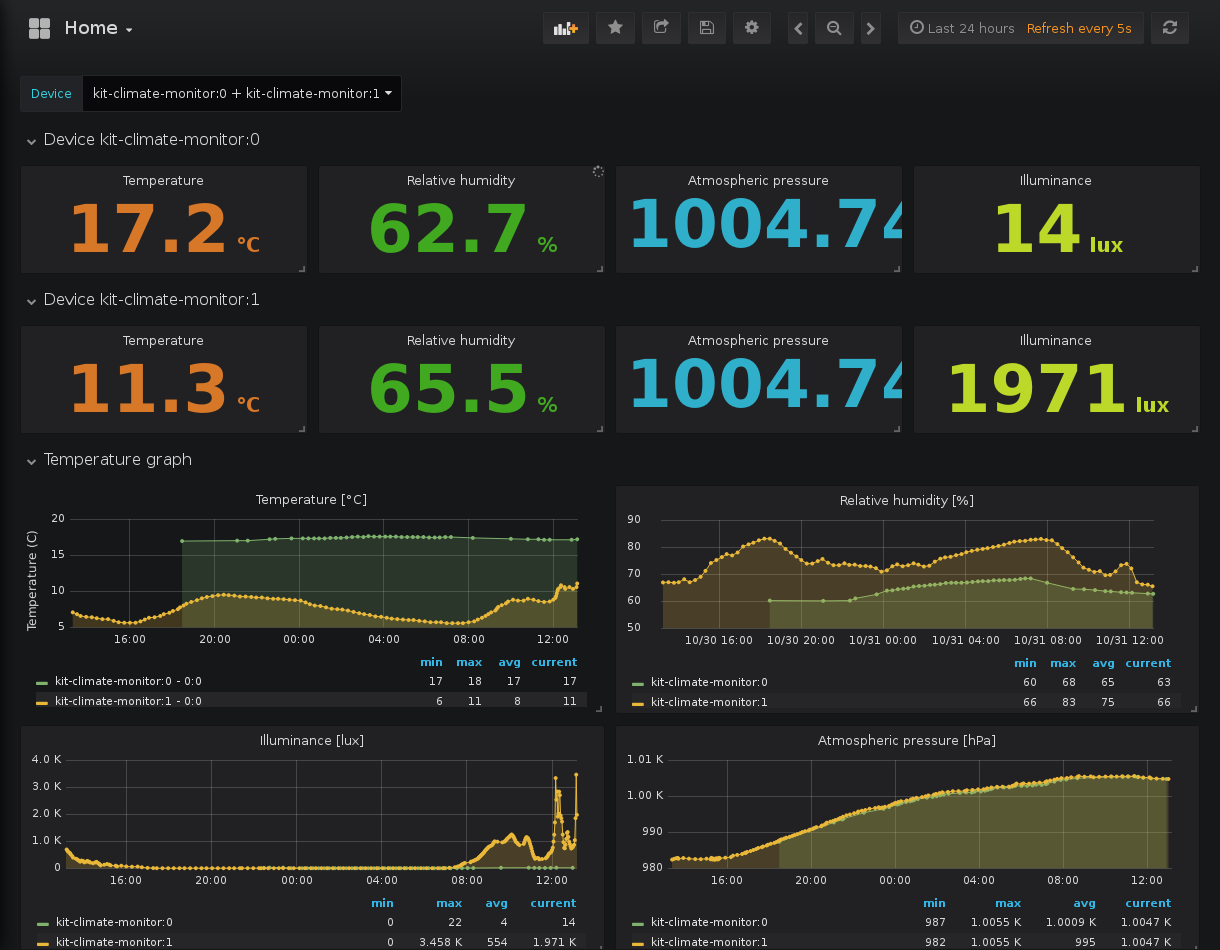 Home
Last 24 hours Refresh every 5s
Device kit-climate-monitor:0 + kit-climate-monitor:1
Device kit-climate-monitor:0
Temperature Relative humidity Atmospheric pressure Illuminance
17.2 °C 62.7 % 1004.74 14 lux
Device kit-climate-monitor:1
Temperature Relative humidity Atmospheric pressure Illuminance
11.3 °C 65.5 % 1004.74 1971 lux
Temperature graph
Temperature [°C]
Temperature (C)
20
15
10
5
16:00 20:00 00:00 04:00 08:00 12:00
min max avg current
kit-climate-monitor:0 - 0:0 17 18 17 17
kit-climate-monitor:1 - 0:0 6 11 8 11
Relative humidity [%]
90
80
70
60
50
10/30 16:00 10/30 20:00 10/31 00:00 10/31 04:00 10/31 08:00 10/31 12:00
min max avg current
kit-climate-monitor:0 60 68 65 63
kit-climate-monitor:1 66 83 75 66
Illuminance [lux]
4.0 K
3.0 K
2.0 K
1.0 K
0
16:00 20:00 00:00 04:00 08:00 12:00
min max avg current
kit-climate-monitor:0 0 22 4 14
kit-climate-monitor:1 0 3.458 K 554 1.971 K
Atmospheric pressure [hPa]
1.01 K
1.00 K
990
980
16:00 20:00 00:00 04:00 08:00 12:00
min max avg current
kit-climate-monitor:0 987 1.0055 K 1.0009 K 1.0047 K
kit-climate-monitor:1 982 1.0055 K 995 1.0047 K